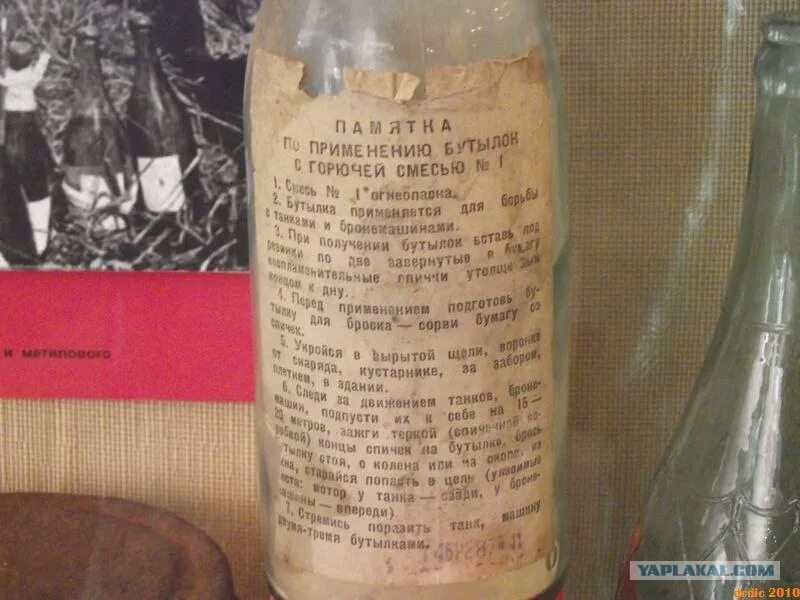 ПАМЯТКА
ПО ПРИМЕНЕНИЮ БУТЫЛОК
С ГОРЮЧЕЙ СМЕСЬЮ № 1
1. Смесь № 1 огнеопасна.
2. Бутылка применяется для борьбы
с танками и бронемашинами.
3. При получении бутылок вставь под
резинки по две завернутые в бумагу
воспламенительные спички утолщенным
концом к дну.
4. Перед применением подготовь бу-
тылку для броска — сорви бумагу со
спичек.
5. Укройся в вырытой щели, воронке
от снаряда, кустарнике, за забором,
плетнем, в здании.
6. Следи за движением танков, броне-
машин, подпусти их к себе на 15—
20 метров, зажги теркой (спичечной ко-
робкой) концы спичек на бутылке, брось
бутылку стоя, с колена или из окопа, на
старайся попасть в цель (уязвимые
места: мотор у танка — сзади, у броне-
машины — впереди)
7. Стремись поразить танк, машину
двумя-тремя бутылками.
и метилового
YAPLAKAL.COM
2010